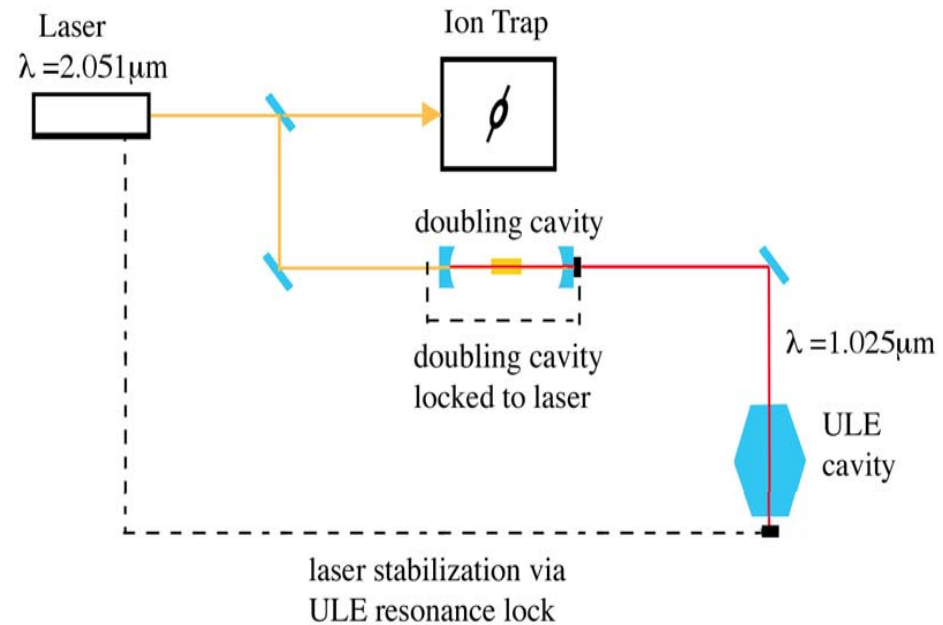 Laser
λ =2.051μm
Ion Trap
doubling cavity
doubling cavity
locked to laser
λ =1.025μm
ULE
cavity
laser stabilization via
ULE resonance lock